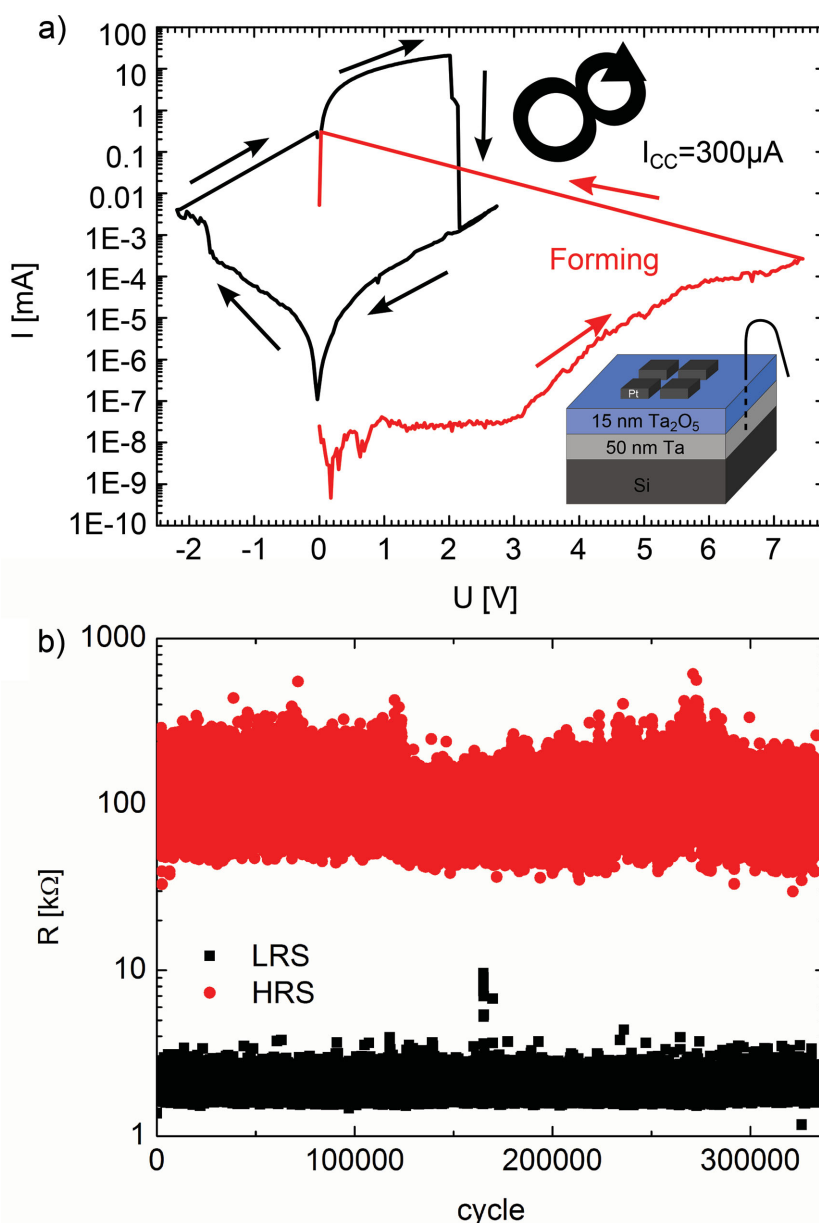 a)
100
10
1
0.1
0.01
1E-3
1E-4
1E-5
1E-6
1E-7
1E-8
1E-9
1E-10
I [mA]
I_CC=300µA
Forming
Pt
15 nm Ta₂O₅
50 nm Ta
Si
-2 -1 0 1 2 3 4 5 6 7
U [V]
b)
1000
100
10
1
R [kΩ]
LRS
HRS
0 100000 200000 300000
cycle